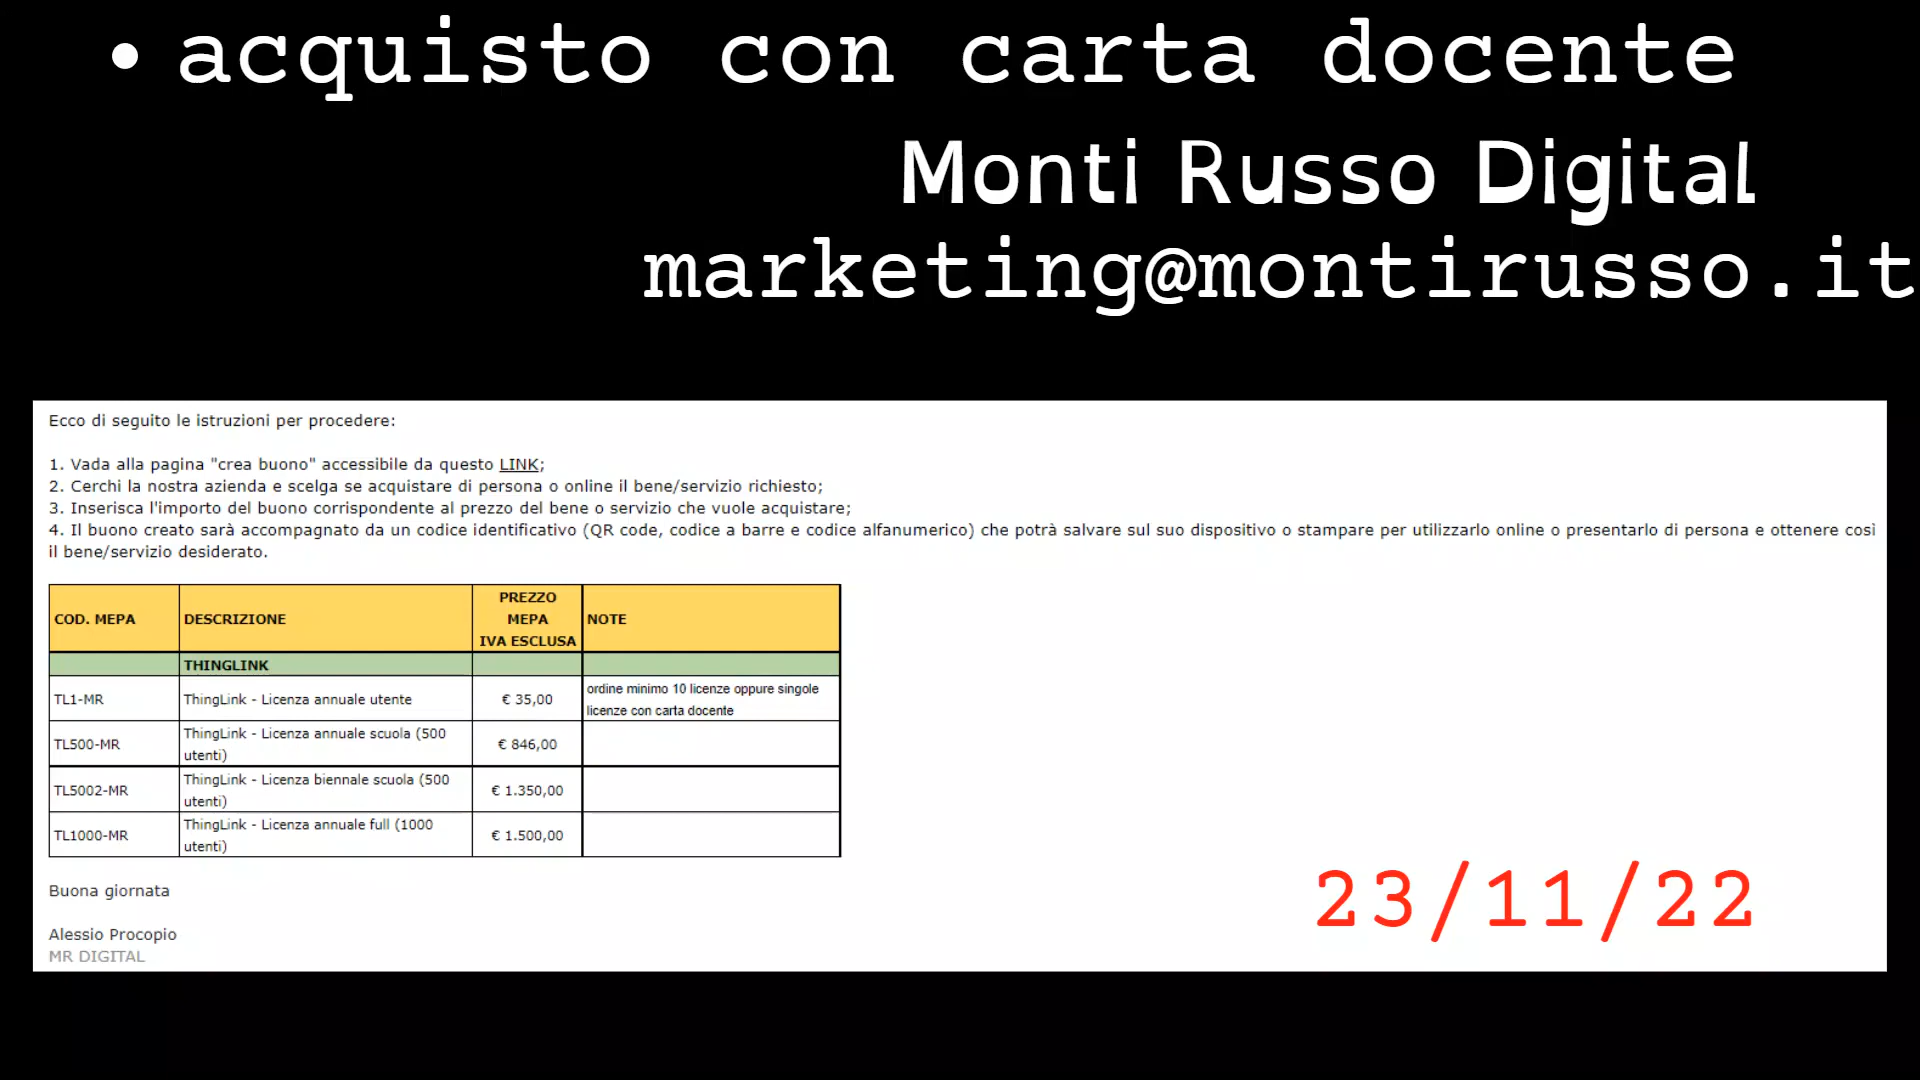 • acquisto con carta docente
Monti Russo Digital
marketing@montirusso.it
Ecco di seguito le istruzioni per procedere:
1. Vada alla pagina "crea buono" accessibile da questo LINK;
2. Cerchi la nostra azienda e scelga se acquistare di persona o online il bene/servizio richiesto;
3. Inserisca l'importo del buono corrispondente al prezzo del bene o servizio che vuole acquistare;
4. Il buono creato sarà accompagnato da un codice identificativo (QR code, codice a barre e codice alfanumerico) che potrà salvare sul suo dispositivo o stampare per utilizzarlo online o presentarlo di persona e ottenere così
il bene/servizio desiderato.
COD. MEPA DESCRIZIONE PREZZO MEPA IVA ESCLUSA NOTE
THINGLINK
TL1-MR ThingLink - Licenza annuale utente € 35,00 ordine minimo 10 licenze oppure singole
licenze con carta docente
TL500-MR ThingLink - Licenza annuale scuola (500
utenti) € 846,00
TL5002-MR ThingLink - Licenza biennale scuola (500
utenti) € 1.350,00
TL1000-MR ThingLink - Licenza annuale full (1000
utenti) € 1.500,00
Buona giornata
Alessio Procopio
MR DIGITAL
23/11/22